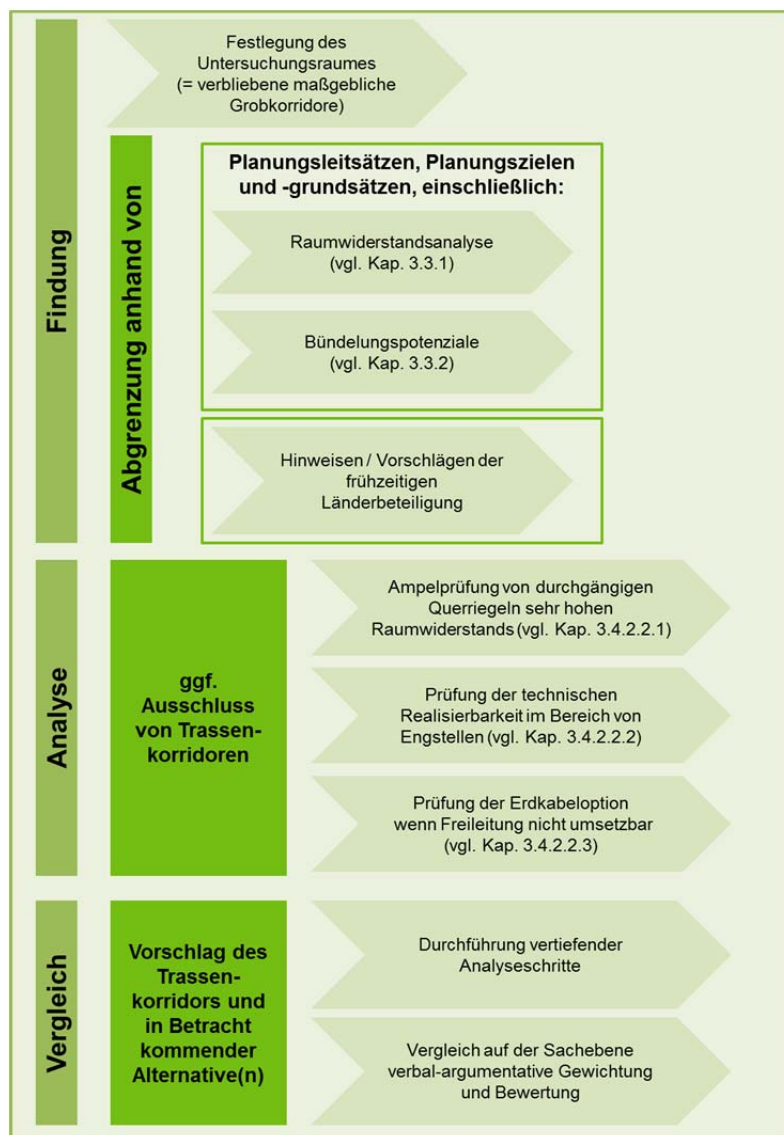 Findung
Festlegung des
Untersuchungsraumes
(= verbliebene maßgebliche
Grobkorridore)
Abgrenzung anhand von
Planungsleitsätzen, Planungszielen
und -grundsätzen, einschließlich:
Raumwiderstandsanalyse
(vgl. Kap. 3.3.1)
Bündelungspotenziale
(vgl. Kap. 3.3.2)
Hinweisen / Vorschlägen der
frühzeitigen
Länderbeteiligung
Analyse
ggf.
Ausschluss
von Trassen-
korridoren
Ampelprüfung von durchgängigen
Querriegeln sehr hohen
Raumwiderstands (vgl. Kap. 3.4.2.2.1)
Prüfung der technischen
Realisierbarkeit im Bereich von
Engstellen (vgl. Kap. 3.4.2.2.2)
Prüfung der Erdkabeloption
wenn Freileitung nicht umsetzbar
(vgl. Kap. 3.4.2.2.3)
Vergleich
Vorschlag des
Trassen-
korridors und
in Betracht
kommender
Alternative(n)
Durchführung vertiefender
Analyseschritte
Vergleich auf der Sachebene
verbal-argumentative Gewichtung
und Bewertung